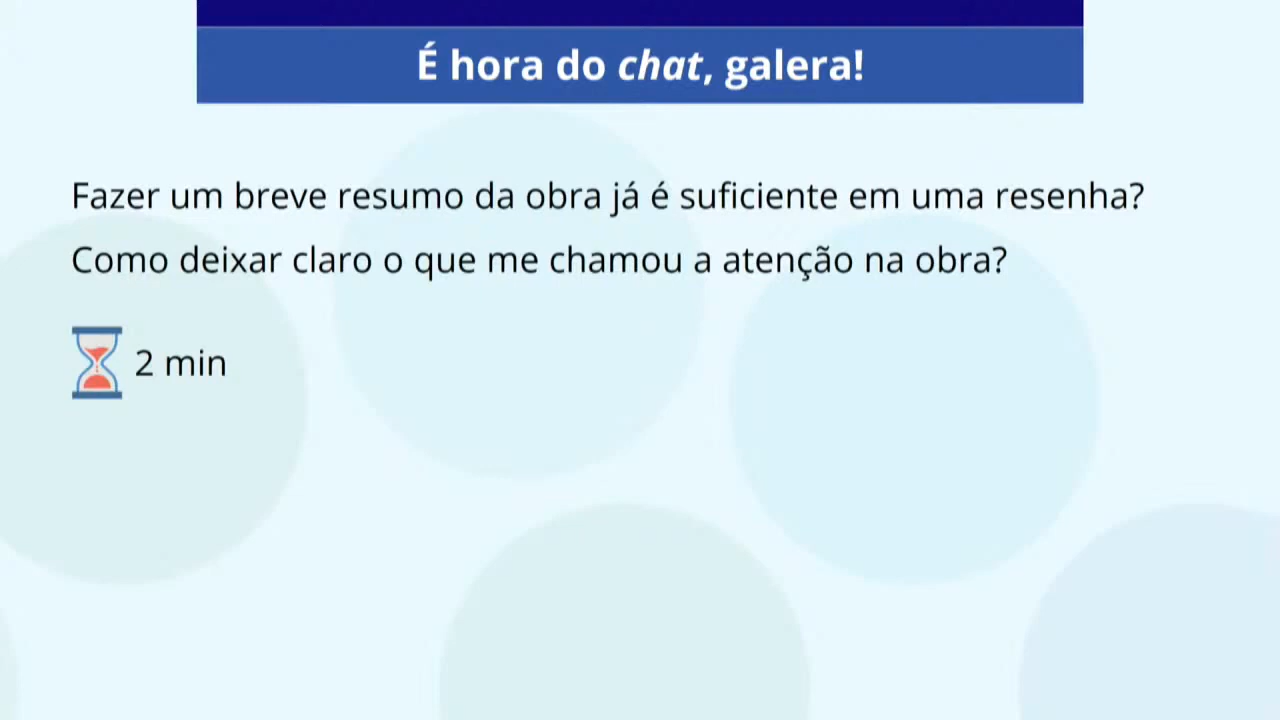 É hora do chat, galera!
Fazer um breve resumo da obra já é suficiente em uma resenha?
Como deixar claro o que me chamou a atenção na obra?
2 min